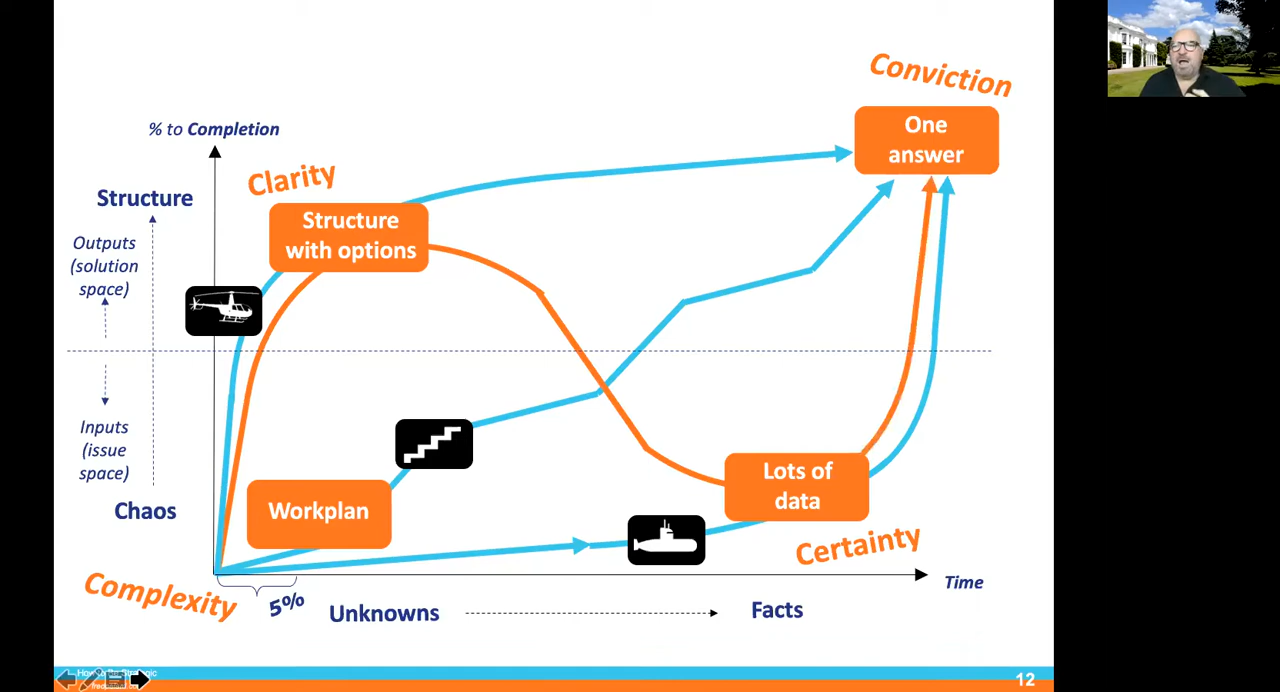 Conviction
One
answer
% to Completion
Clarity
Structure
Structure
with options
Outputs
(solution
space)
Inputs
(issue
space)
Lots of
data
Workplan
Chaos
Certainty
Complexity
5%
Time
Unknowns
Facts
12